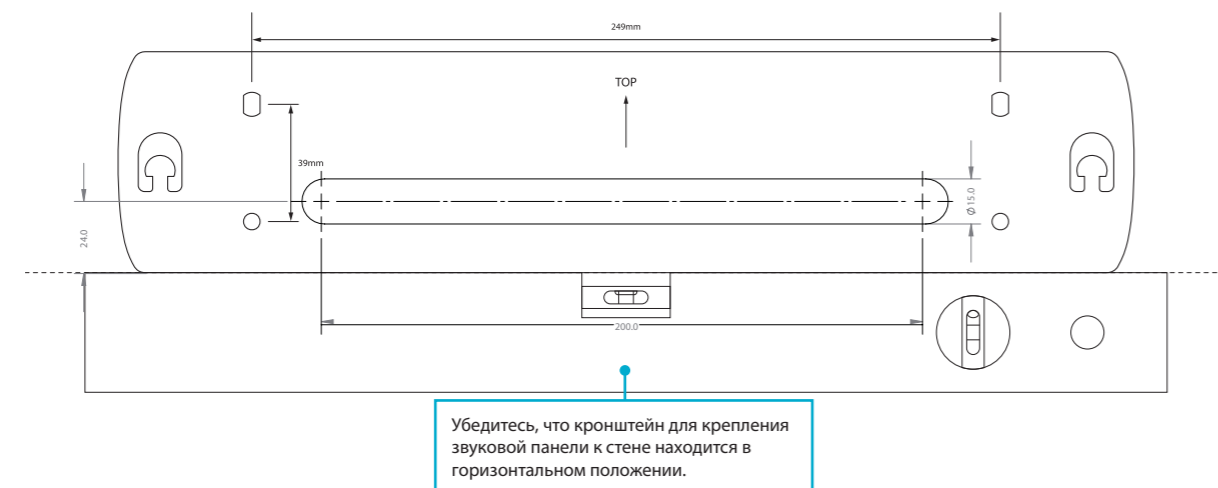 249mm
TOP
39mm
Ø15.0
24.0
200.0
Убедитесь, что кронштейн для крепления
звуковой панели к стене находится в
горизонтальном положении.